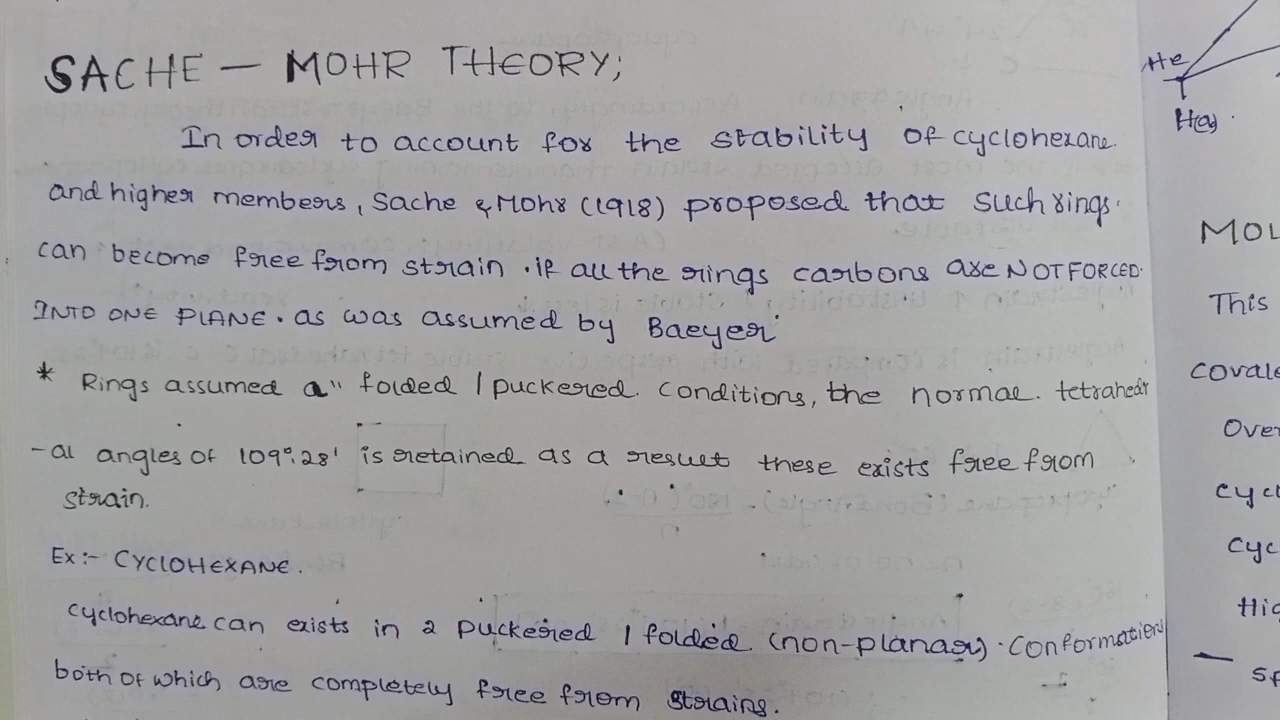 SACHE - MOHR THEORY;
In order to account for the stability of cyclohexane.
and higher members, Sache & Mohr (1918) proposed that such rings
can become free from strain . if all the rings carbons are NOT FORCED
INTO ONE PLANE. as was assumed by Baeyer
* Rings assumed a" folded / puckered. conditions, the normal. tetrahedr
-al angles of 109°.28' is retained as a result these exists free from
strain.
Ex :- CYCLOHEXANE.
cyclohexane can exists in 2 puckered / folded. (non-planar) . conformations
both of which are completely free from strains.
He
Ha
MOL
This
covale
Over
cycl
Cyc
Hig